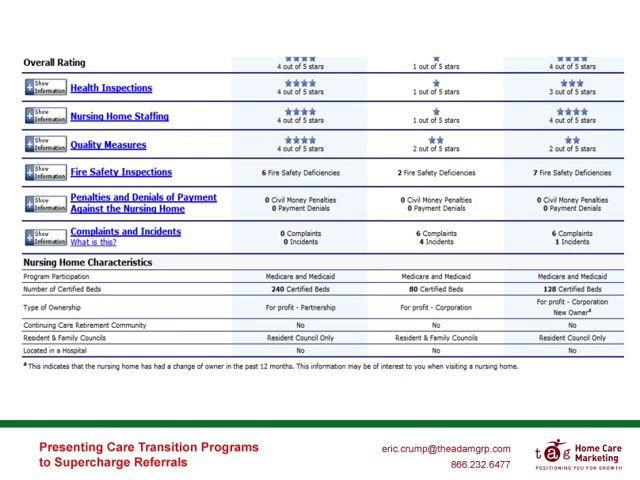 Overall Rating 4 out of 5 stars 1 out of 5 stars 4 out of 5 stars
Show Information Health Inspections 4 out of 5 stars 1 out of 5 stars 3 out of 5 stars
Show Information Nursing Home Staffing 4 out of 5 stars 1 out of 5 stars 4 out of 5 stars
Show Information Quality Measures 4 out of 5 stars 2 out of 5 stars 2 out of 5 stars
Show Information Fire Safety Inspections 6 Fire Safety Deficiencies 2 Fire Safety Deficiencies 7 Fire Safety Deficiencies
Show Information Penalties and Denials of Payment 0 Civil Money Penalties 0 Civil Money Penalties 0 Civil Money Penalties
Against the Nursing Home 0 Payment Denials 0 Payment Denials 0 Payment Denials
Show Information Complaints and Incidents 0 Complaints 6 Complaints 6 Complaints
What is this? 0 Incidents 4 Incidents 1 Incidents
Nursing Home Characteristics
Program Participation Medicare and Medicaid Medicare and Medicaid Medicare and Medicaid
Number of Certified Beds 240 Certified Beds 80 Certified Beds 128 Certified Beds
Type of Ownership For profit - Partnership For profit - Corporation For profit - Corporation
New Owner a
Continuing Care Retirement Community No No No
Resident & Family Councils Resident Council Only Resident & Family Councils Resident Council Only
Located in a Hospital No No No
a This indicates that the nursing home has had a change of owner in the past 12 months. This information may be of interest to you when visiting a nursing home.
Presenting Care Transition Programs
to Supercharge Referrals
eric.crump@theadamgrp.com
866.232.6477
tag Home Care
Marketing
POSITIONING YOU FOR GROWTH